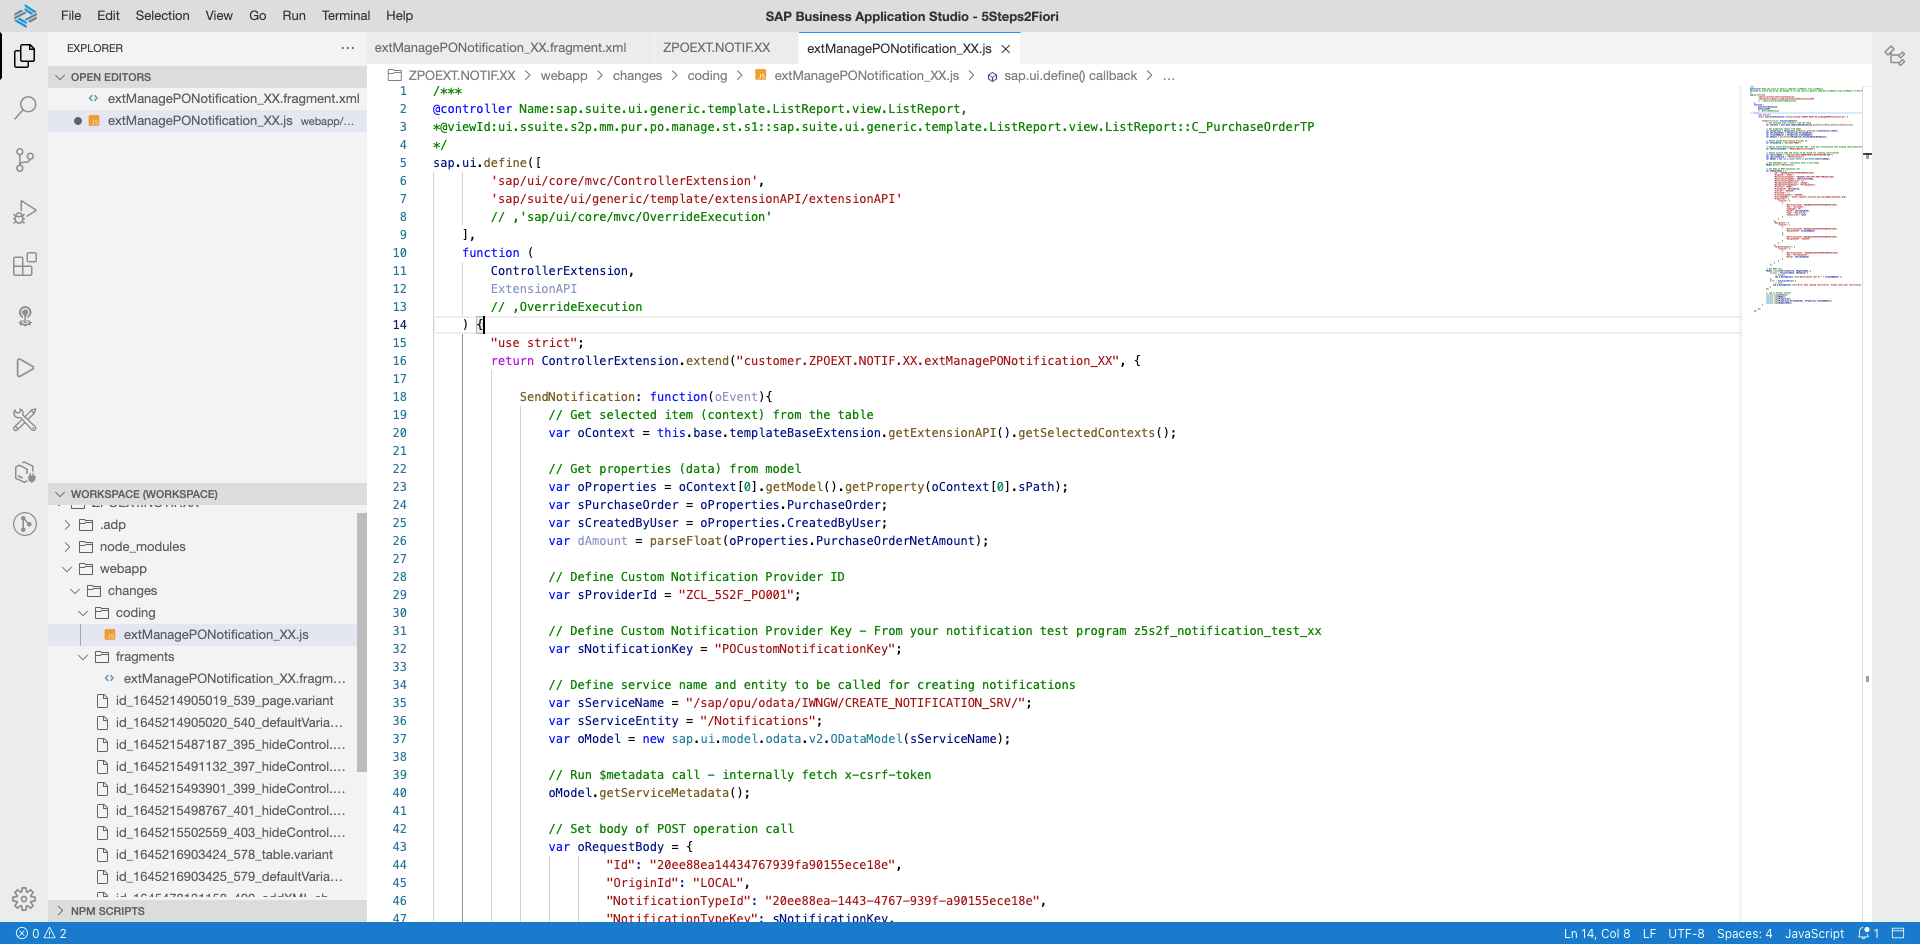 File Edit Selection View Go Run Terminal Help
SAP Business Application Studio - 5Steps2Fiori
EXPLORER
OPEN EDITORS
extManagePONotification_XX.fragment.xml
extManagePONotification_XX.js webapp/...
WORKSPACE (WORKSPACE)
ZPOEXT.NOTIF.XX
.adp
node_modules
webapp
changes
coding
extManagePONotification_XX.js
fragments
extManagePONotification_XX.fragm...
id_1645214905019_539_page.variant
id_1645214905020_540_defaultVaria...
id_1645215487187_395_hideControl....
id_1645215491132_397_hideControl....
id_1645215493901_399_hideControl....
id_1645215498767_401_hideControl....
id_1645215502559_403_hideControl....
id_1645216903424_578_table.variant
id_1645216903425_579_defaultVaria...
NPM SCRIPTS
extManagePONotification_XX.fragment.xml ZPOEXT.NOTIF.XX extManagePONotification_XX.js
ZPOEXT.NOTIF.XX > webapp > changes > coding > extManagePONotification_XX.js > sap.ui.define() callback > ...
1 /***
2 @controller Name:sap.suite.ui.generic.template.ListReport.view.ListReport,
3 *@viewId:ui.ssuite.s2p.mm.pur.po.manage.st.s1::sap.suite.ui.generic.template.ListReport.view.ListReport::C_PurchaseOrderTP
4 */
5 sap.ui.define([
6 'sap/ui/core/mvc/ControllerExtension',
7 'sap/suite/ui/generic/template/extensionAPI/extensionAPI'
8 // ,'sap/ui/core/mvc/OverrideExecution'
9 ],
10 function (
11 ControllerExtension,
12 ExtensionAPI
13 // ,OverrideExecution
14 ) {
15 "use strict";
16 return ControllerExtension.extend("customer.ZPOEXT.NOTIF.XX.extManagePONotification_XX", {
17
18 SendNotification: function(oEvent){
19 // Get selected item (context) from the table
20 var oContext = this.base.templateBaseExtension.getExtensionAPI().getSelectedContexts();
21
22 // Get properties (data) from model
23 var oProperties = oContext[0].getModel().getProperty(oContext[0].sPath);
24 var sPurchaseOrder = oProperties.PurchaseOrder;
25 var sCreatedByUser = oProperties.CreatedByUser;
26 var dAmount = parseFloat(oProperties.PurchaseOrderNetAmount);
27
28 // Define Custom Notification Provider ID
29 var sProviderId = "ZCL_5S2F_PO001";
30
31 // Define Custom Notification Provider Key – From your notification test program z5s2f_notification_test_xx
32 var sNotificationKey = "POCustomNotificationKey";
33
34 // Define service name and entity to be called for creating notifications
35 var sServiceName = "/sap/opu/odata/IWNGW/CREATE_NOTIFICATION_SRV/";
36 var sServiceEntity = "/Notifications";
37 var oModel = new sap.ui.model.odata.v2.ODataModel(sServiceName);
38
39 // Run $metadata call – internally fetch x-csrf-token
40 oModel.getServiceMetadata();
41
42 // Set body of POST operation call
43 var oRequestBody = {
44 "Id": "20ee88ea14434767939fa90155ece18e",
45 "OriginId": "LOCAL",
46 "NotificationTypeId": "20ee88ea-1443-4767-939f-a90155ece18e",
47 "NotificationTypeKey": sNotificationKey,
0 2
Ln 14, Col 8 LF UTF-8 Spaces: 4 JavaScript 1